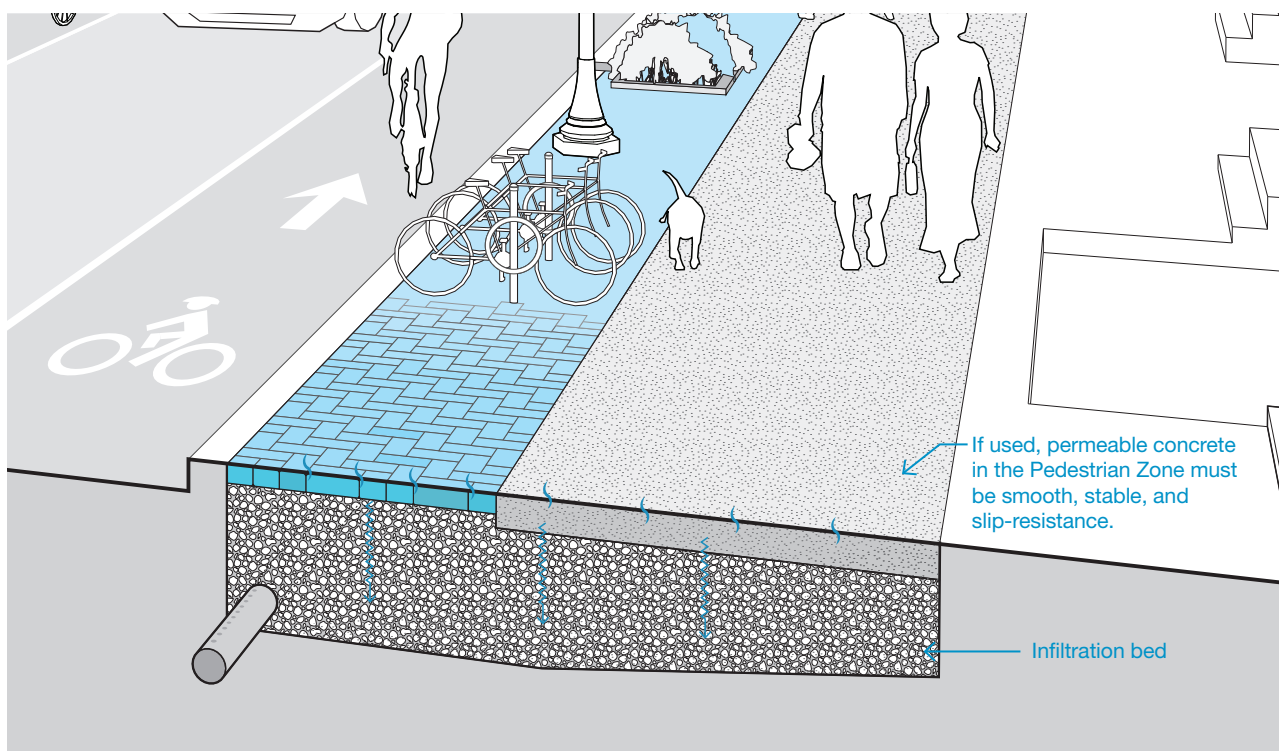 If used, permeable concrete
in the Pedestrian Zone must
be smooth, stable, and
slip-resistance.
Infiltration bed